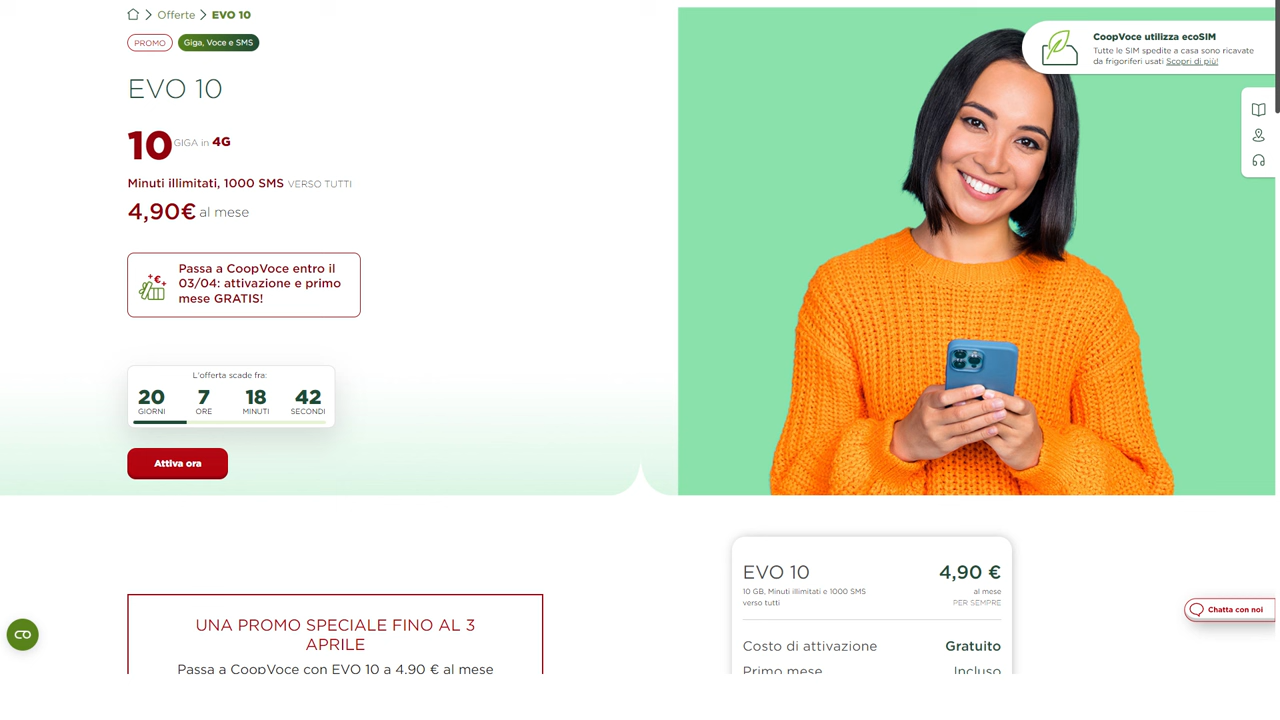 Offerte EVO 10
PROMO Giga, Voce e SMS
EVO 10
10 GIGA in 4G
Minuti illimitati, 1000 SMS VERSO TUTTI
4,90€ al mese
Passa a CoopVoce entro il
03/04: attivazione e primo
mese GRATIS!
L'offerta scade fra:
20 7 18 42
GIORNI ORE MINUTI SECONDI
Attiva ora
CoopVoce utilizza ecoSIM
Tutte le SIM spedite a casa sono ricavate
da frigoriferi usati Scopri di più!
UNA PROMO SPECIALE FINO AL 3
APRILE
Passa a CoopVoce con EVO 10 a 4,90 € al mese
EVO 10 4,90 €
10 GB, Minuti illimitati e 1000 SMS al mese
verso tutti PER SEMPRE
Costo di attivazione Gratuito
Primo mese Incluso
Chatta con noi